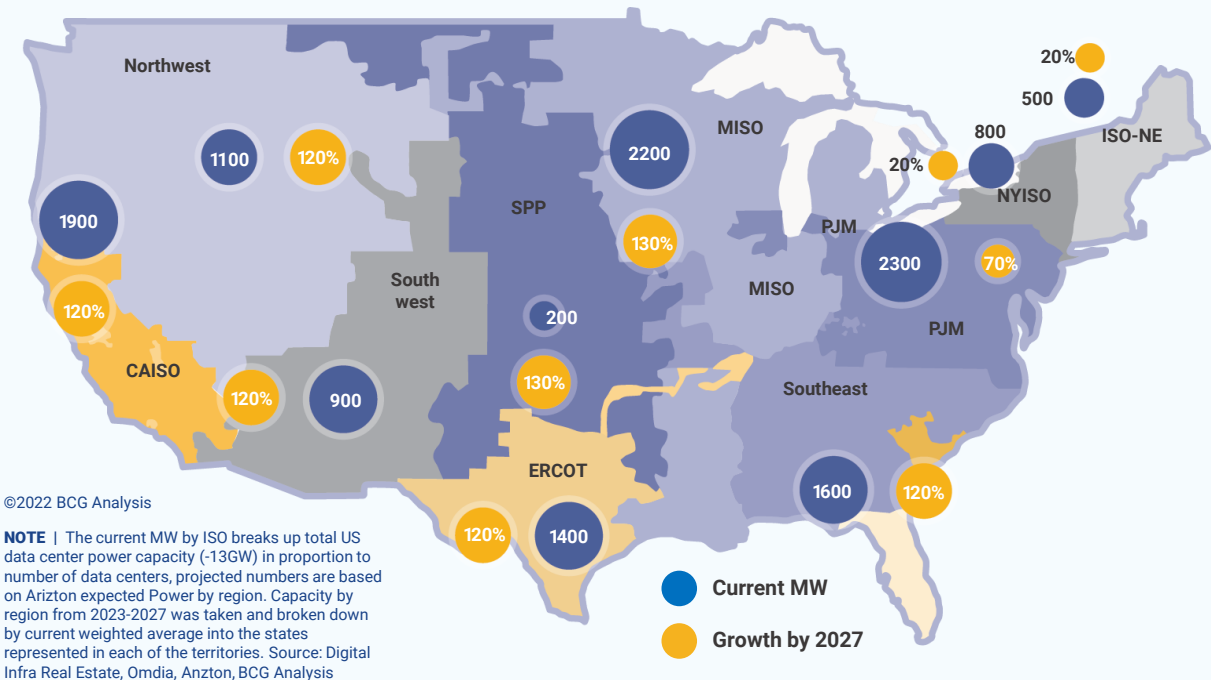 Northwest
1100
120%
1900
120%
CAISO
120%
900
South
west
SPP
200
130%
2200
130%
MISO
MISO
ERCOT
120%
1400
20%
500
800
20%
ISO-NE
NYISO
PJM
2300
70%
PJM
Southeast
1600
120%
Current MW
Growth by 2027
©2022 BCG Analysis
NOTE | The current MW by ISO breaks up total US
data center power capacity (-13GW) in proportion to
number of data centers, projected numbers are based
on Arizton expected Power by region. Capacity by
region from 2023-2027 was taken and broken down
by current weighted average into the states
represented in each of the territories. Source: Digital
Infra Real Estate, Omdia, Anzton, BCG Analysis